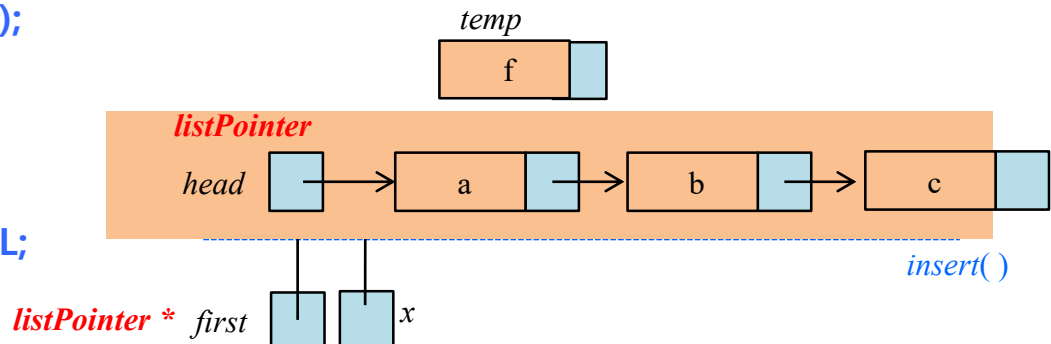 );
temp
f
listPointer
head
a
b
c
L;
insert( )
listPointer * first
x